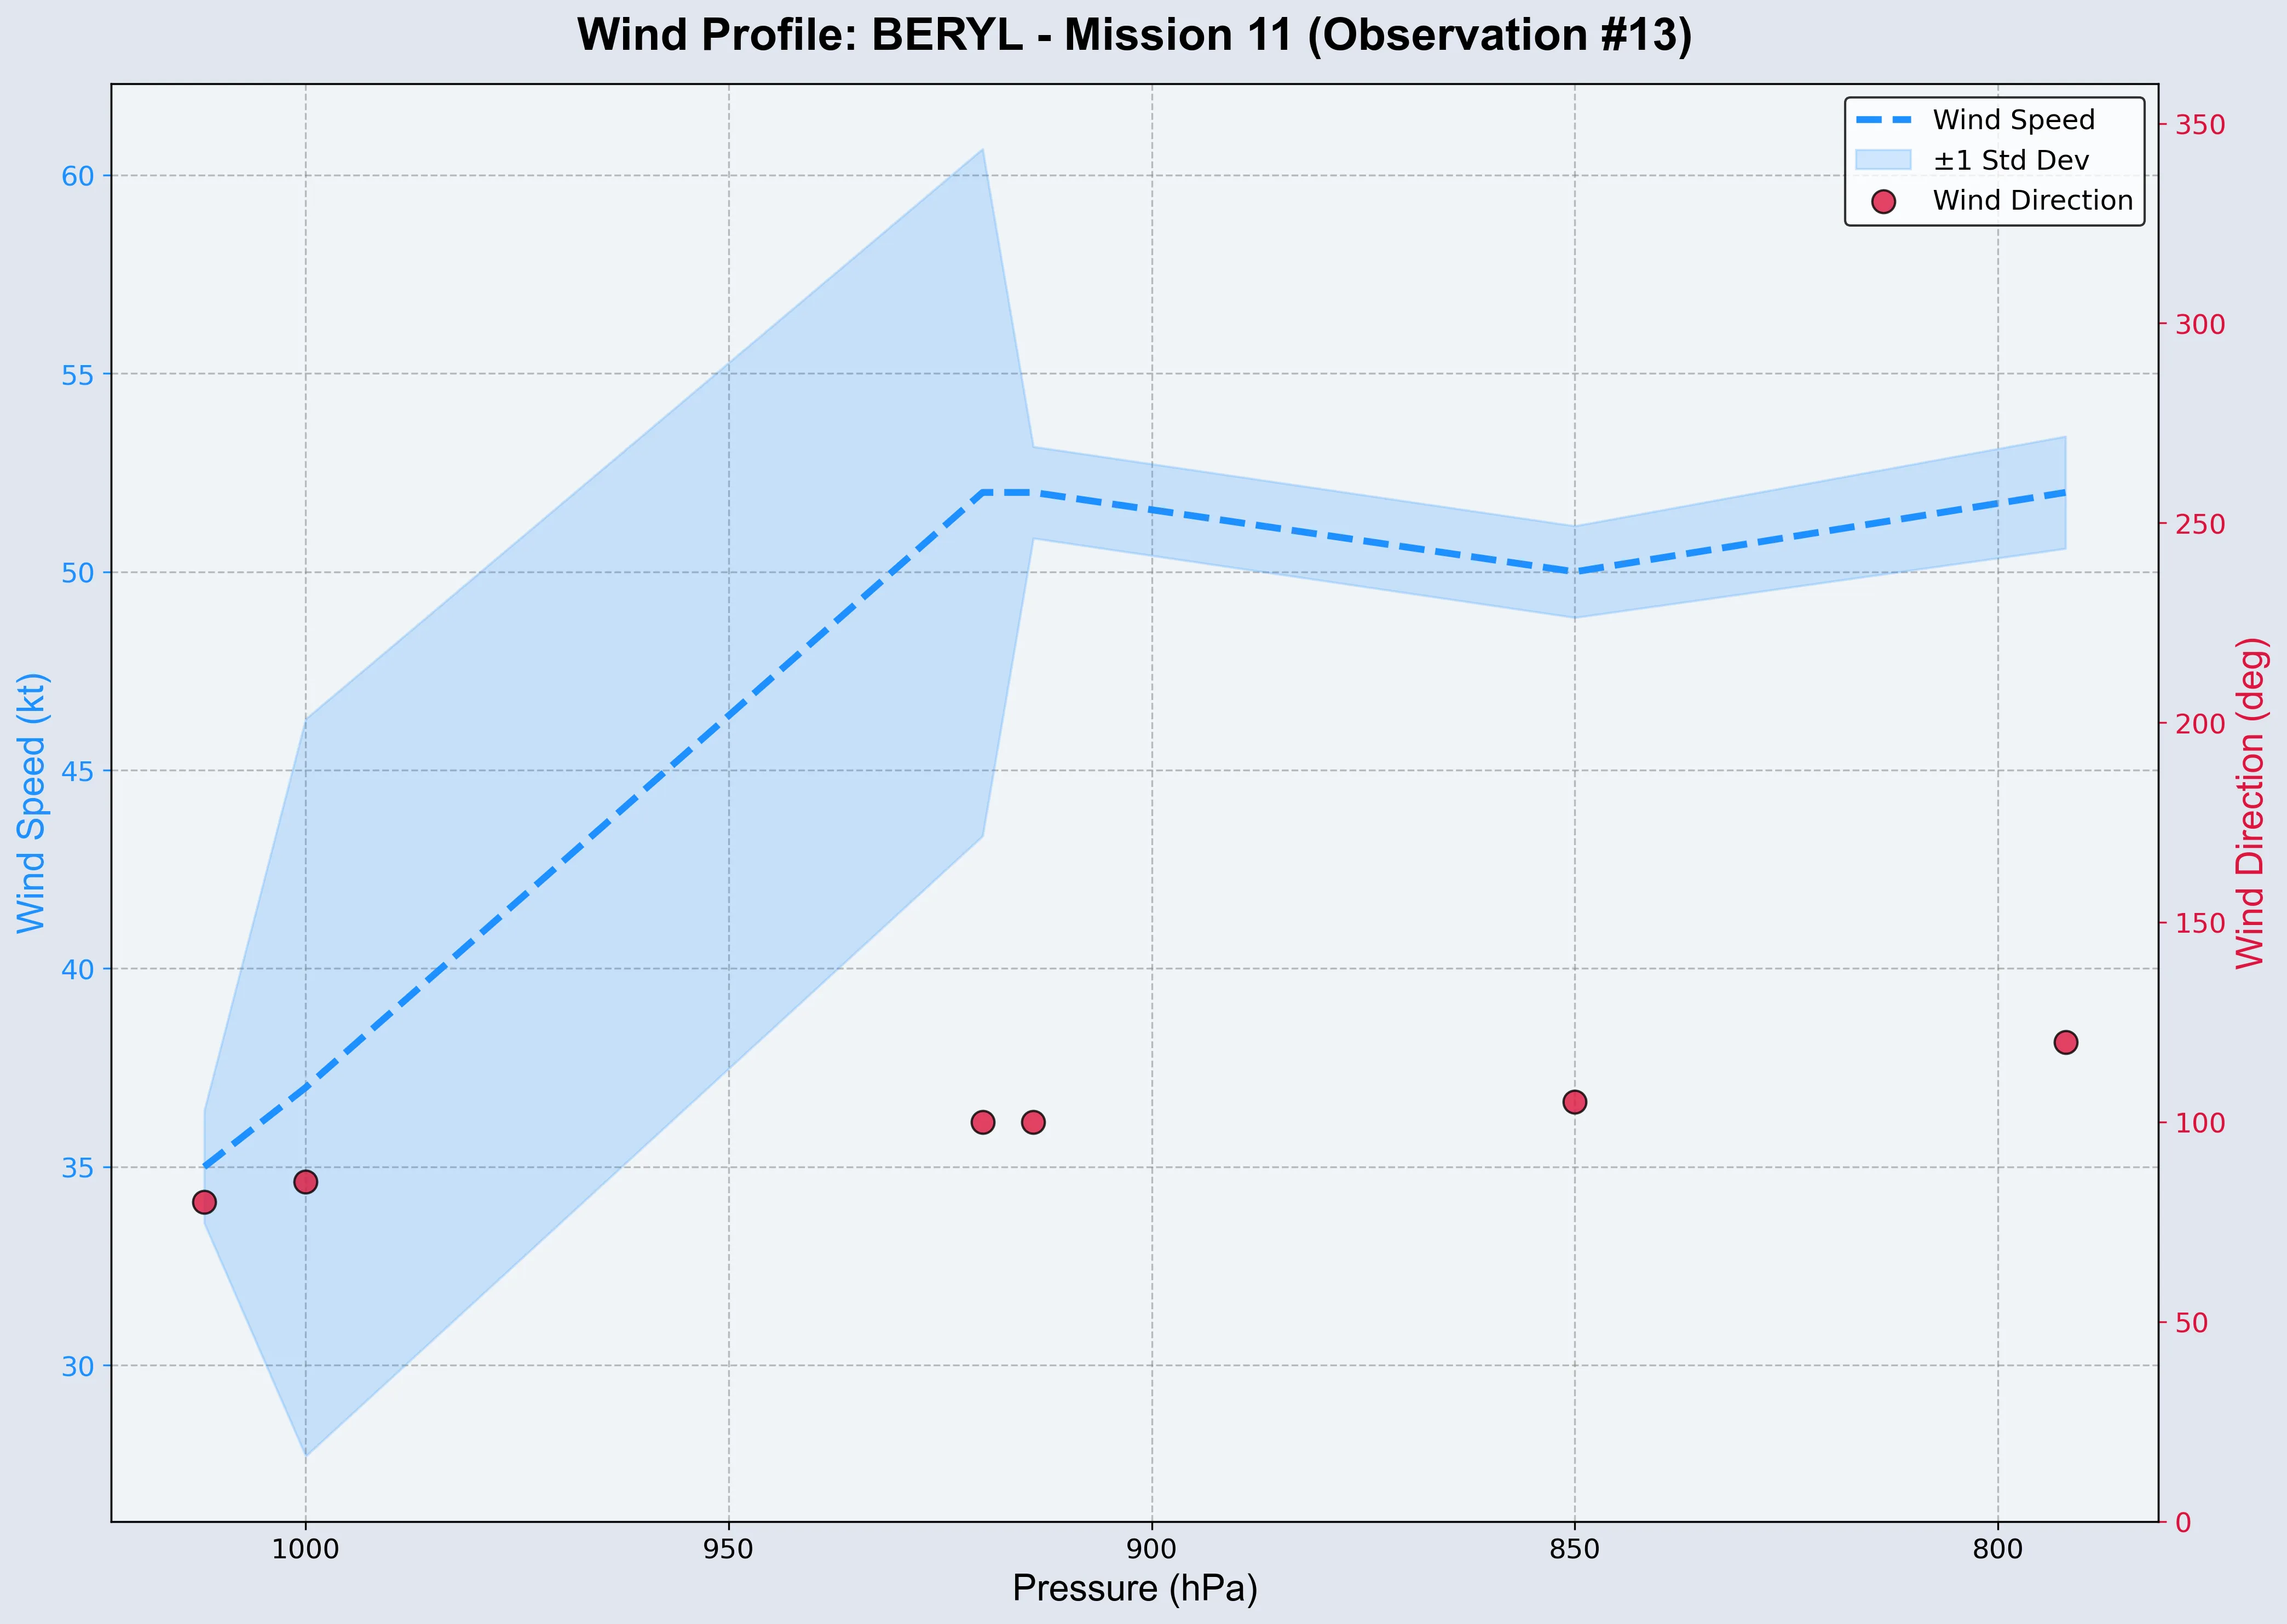 Wind Profile: BERYL - Mission 11 (Observation #13)
Wind Speed
±1 Std Dev
Wind Direction
Wind Speed (kt)
60
55
50
45
40
35
30
350
300
250
200
150
100
50
0
Wind Direction (deg)
1000 950 900 850 800
Pressure (hPa)